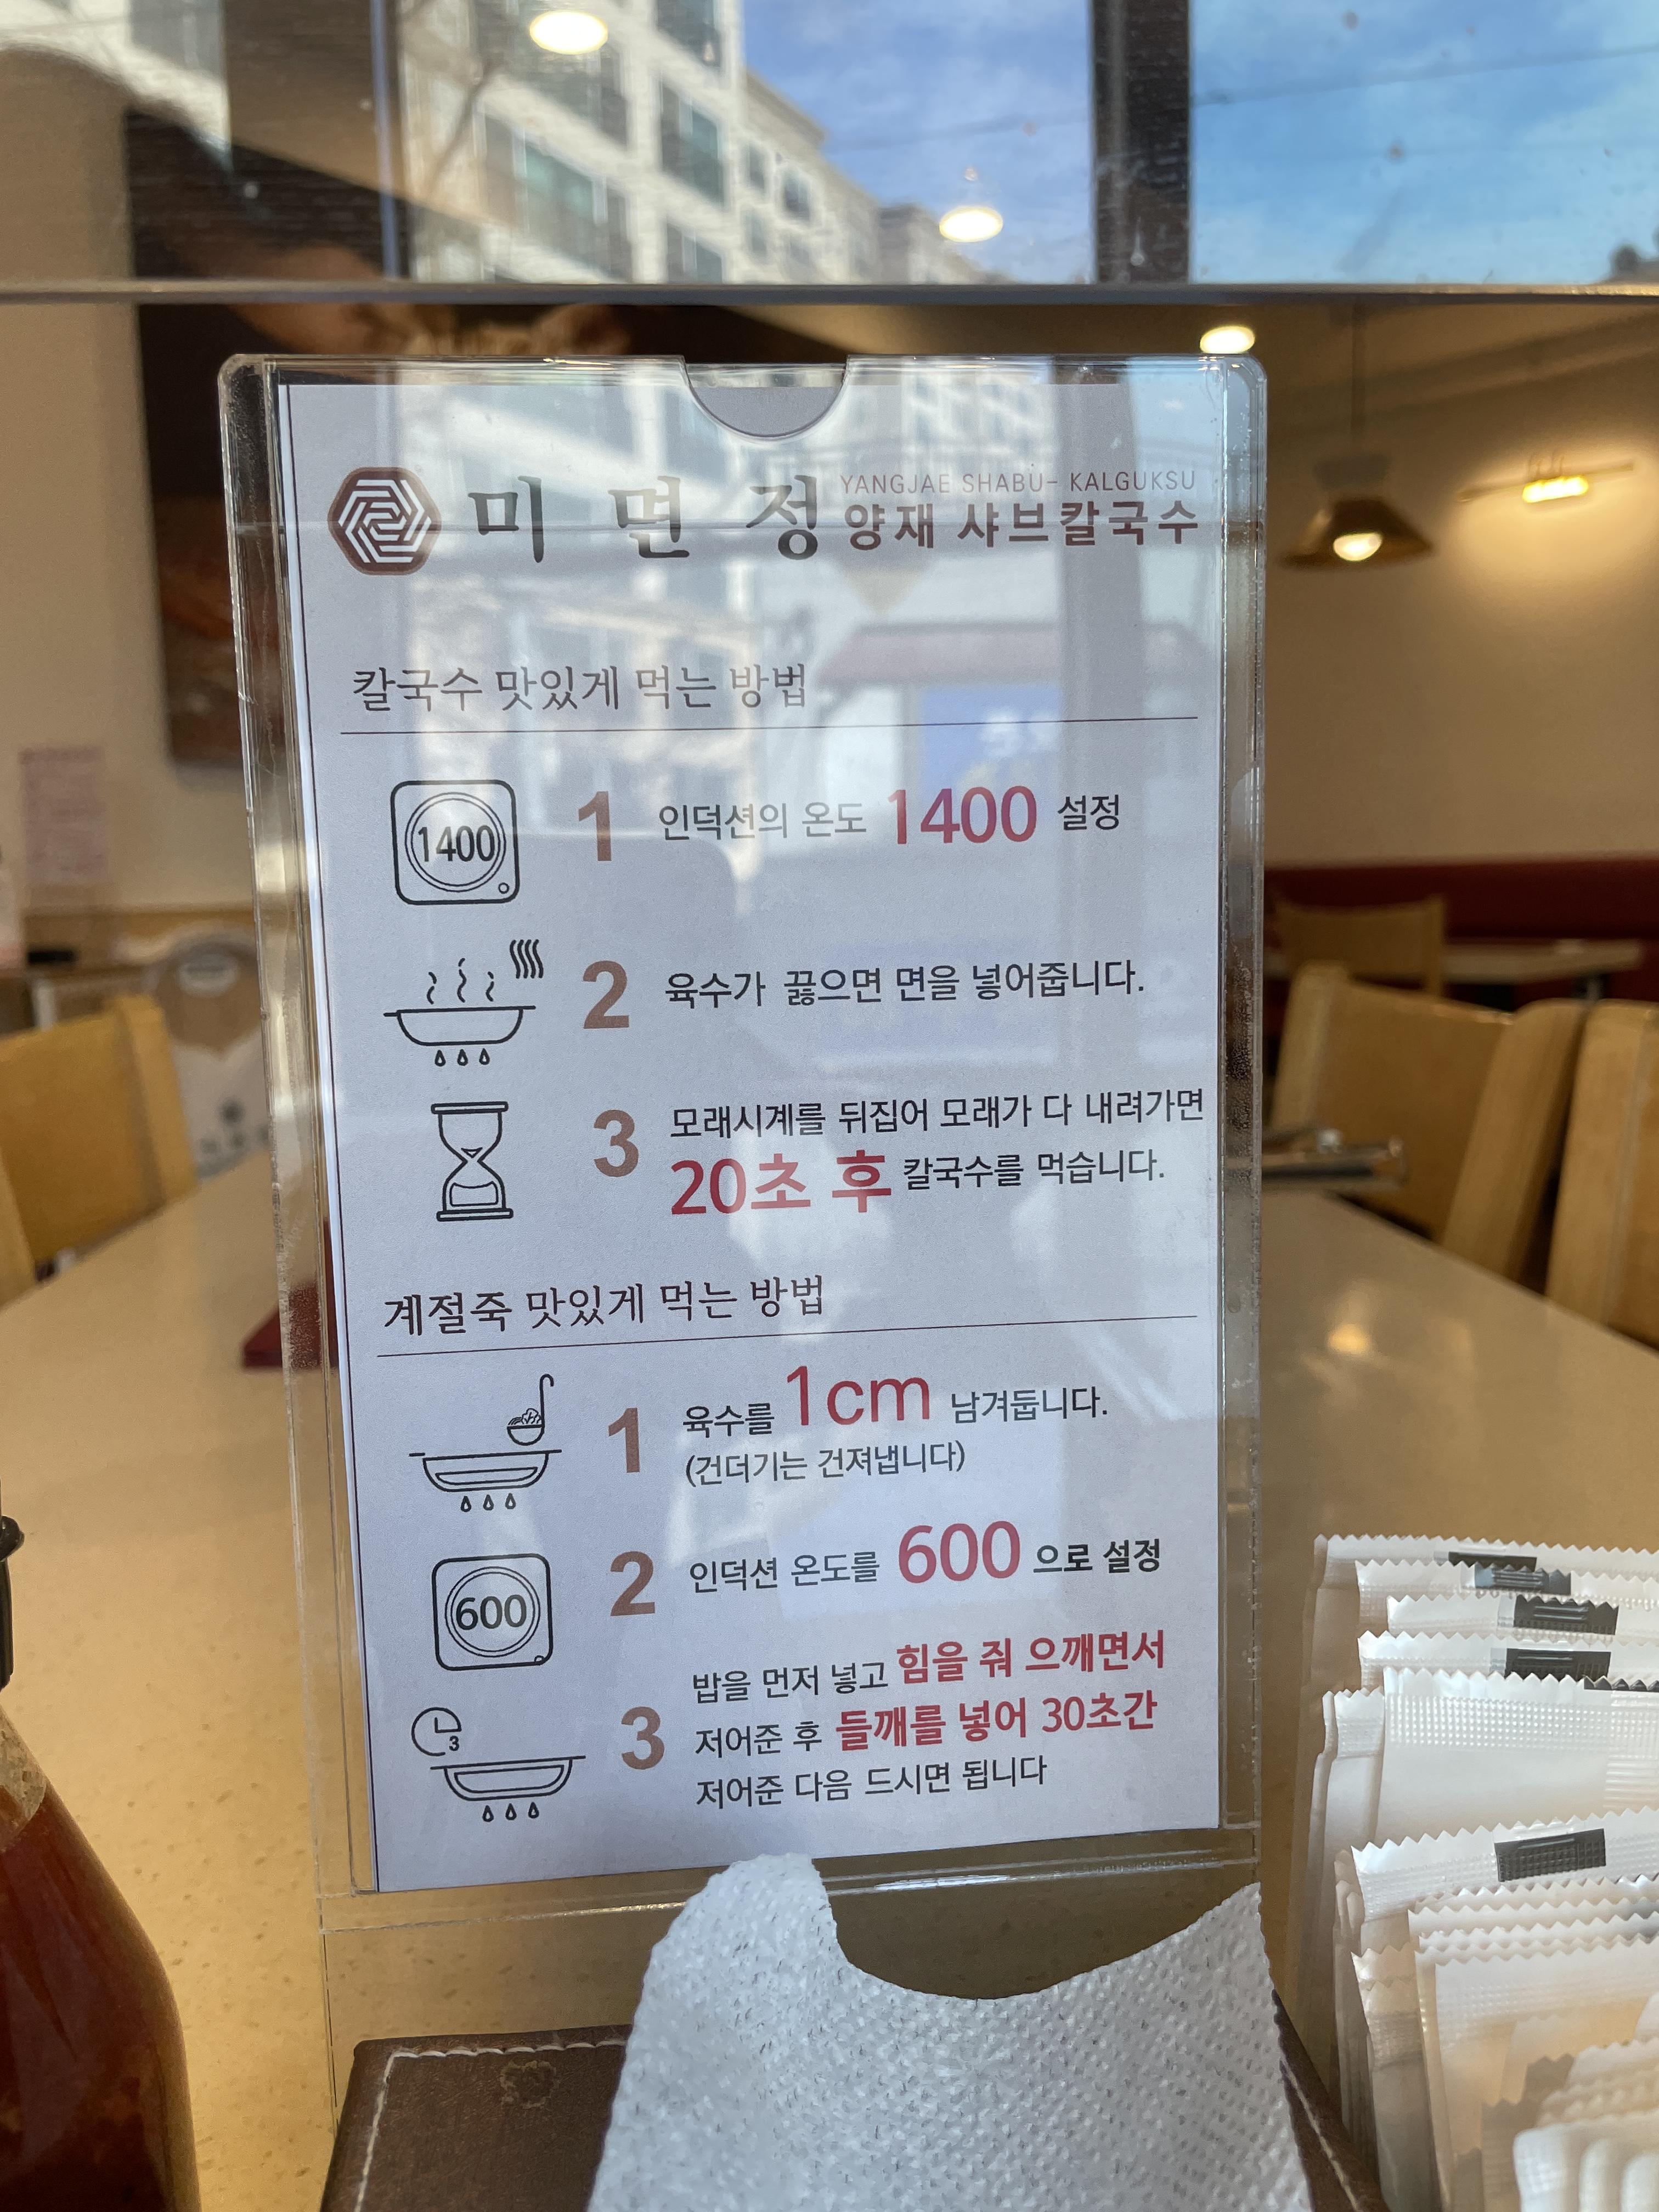 미 면 정
YANGJAE SHABU- KALGUKSU
양재 샤브칼국수
칼국수 맛있게 먹는 방법
1400
1 인덕션의 온도 1400 설정
2 육수가 끓으면 면을 넣어줍니다.
3 모래시계를 뒤집어 모래가 다 내려가면
20초 후 칼국수를 먹습니다.
계절죽 맛있게 먹는 방법
1 육수를 1cm 남겨둡니다.
(건더기는 건져냅니다)
600
2 인덕션 온도를 600 으로 설정
3
3 밥을 먼저 넣고 힘을 줘 으깨면서
저어준 후 들깨를 넣어 30초간
저어준 다음 드시면 됩니다